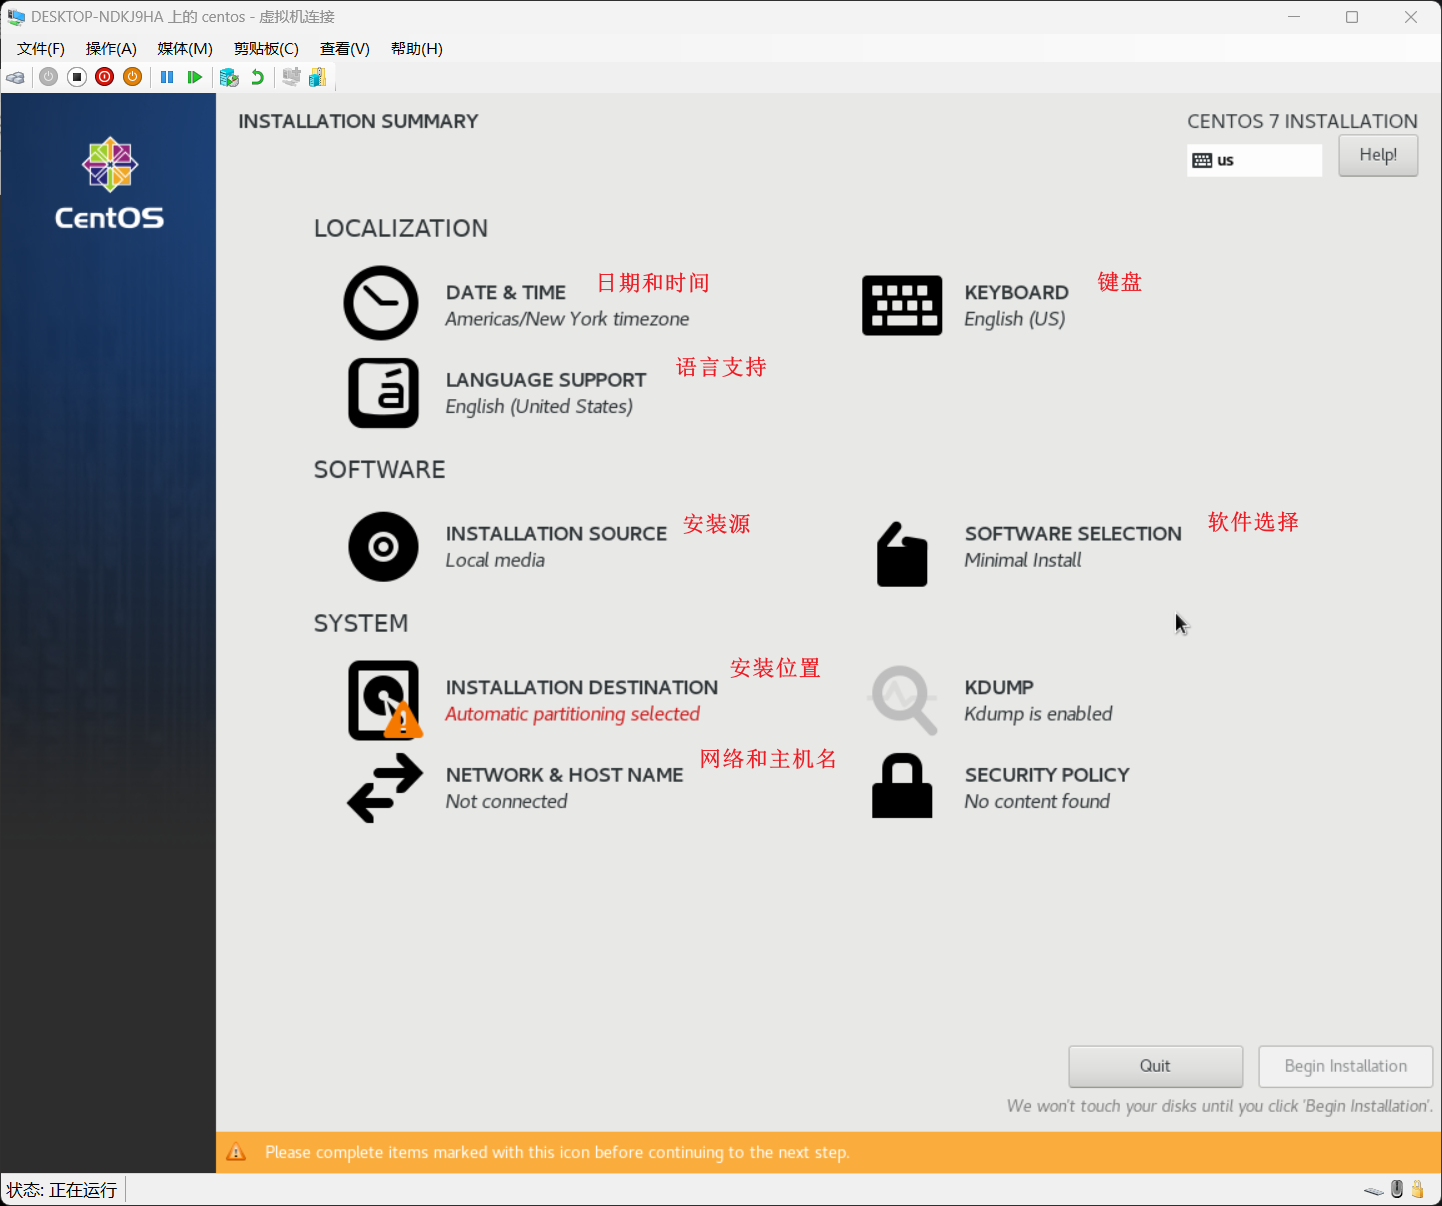 DESKTOP-NDKJ9HA 上的 centos - 虚拟机连接
文件(F) 操作(A) 媒体(M) 剪贴板(C) 查看(V) 帮助(H)
CentOS
INSTALLATION SUMMARY
CENTOS 7 INSTALLATION
us
Help!
LOCALIZATION
DATE & TIME 日期和时间
Americas/New York timezone
KEYBOARD 键盘
English (US)
LANGUAGE SUPPORT 语言支持
English (United States)
SOFTWARE
INSTALLATION SOURCE 安装源
Local media
SOFTWARE SELECTION 软件选择
Minimal Install
SYSTEM
INSTALLATION DESTINATION 安装位置
Automatic partitioning selected
KDUMP
Kdump is enabled
NETWORK & HOST NAME 网络和主机名
Not connected
SECURITY POLICY
No content found
Quit
Begin Installation
We won't touch your disks until you click 'Begin Installation'.
Please complete items marked with this icon before continuing to the next step.
状态: 正在运行